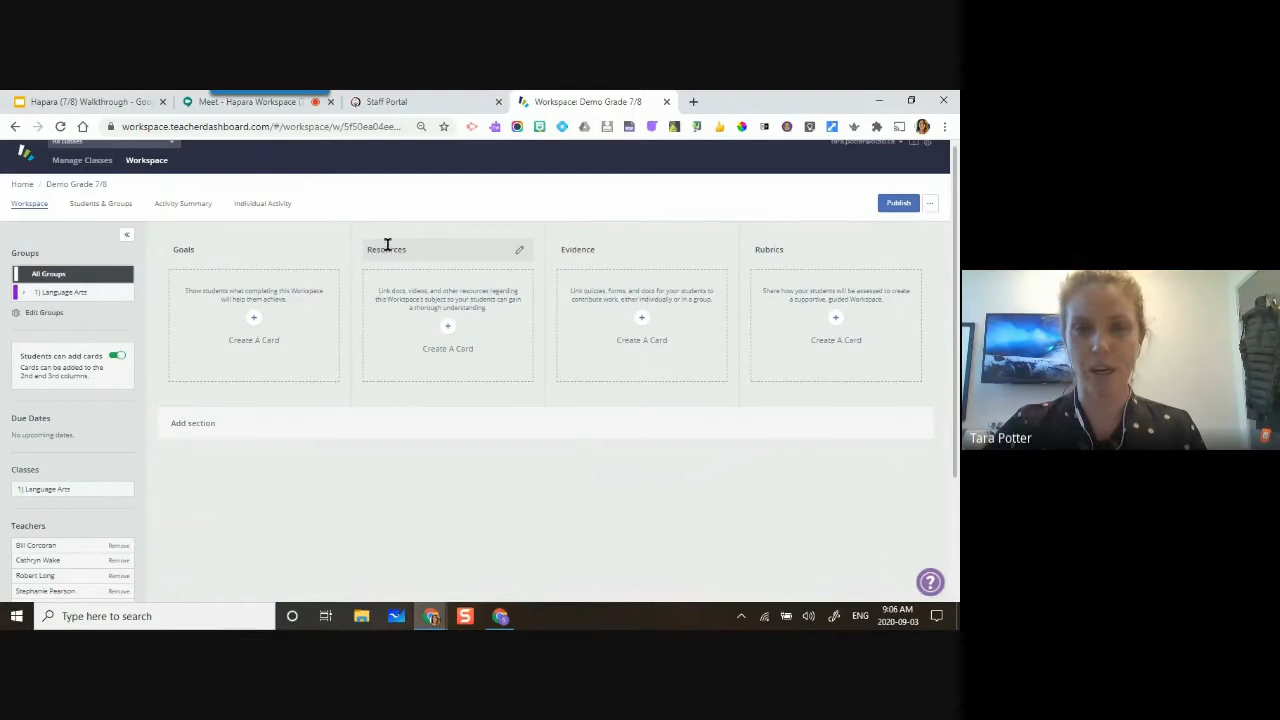 Hapara (7/8) Walkthrough - Goo
Meet - Hapara Workspace (7
Staff Portal
Workspace: Demo Grade 7/8
workspace.teacherdashboard.com/#/workspace/w/5f50ea04ee...
All classes
Manage Classes
Workspace
Home / Demo Grade 7/8
Workspace
Students & Groups
Activity Summary
Individual Activity
Publish
Groups
All Groups
1) Language Arts
Edit Groups
Students can add cards
Cards can be added to the
2nd and 3rd columns.
Due Dates
No upcoming dates.
Classes
1) Language Arts
Teachers
Bill Corcoran Remove
Cathryn Wake Remove
Robert Long Remove
Stephanie Pearson Remove
Goals
Show students what completing this Workspace
will help them achieve.
Create A Card
Resources
Link docs, videos, and other resources regarding
this Workspace's subject so your students can gain
a thorough understanding.
Create A Card
Evidence
Link quizzes, forms, and docs for your students to
contribute work, either individually or in a group.
Create A Card
Rubrics
Share how your students will be assessed to create
a supportive, guided Workspace.
Create A Card
Add section
Tara Potter
Type here to search
ENG
9:06 AM
2020-09-03